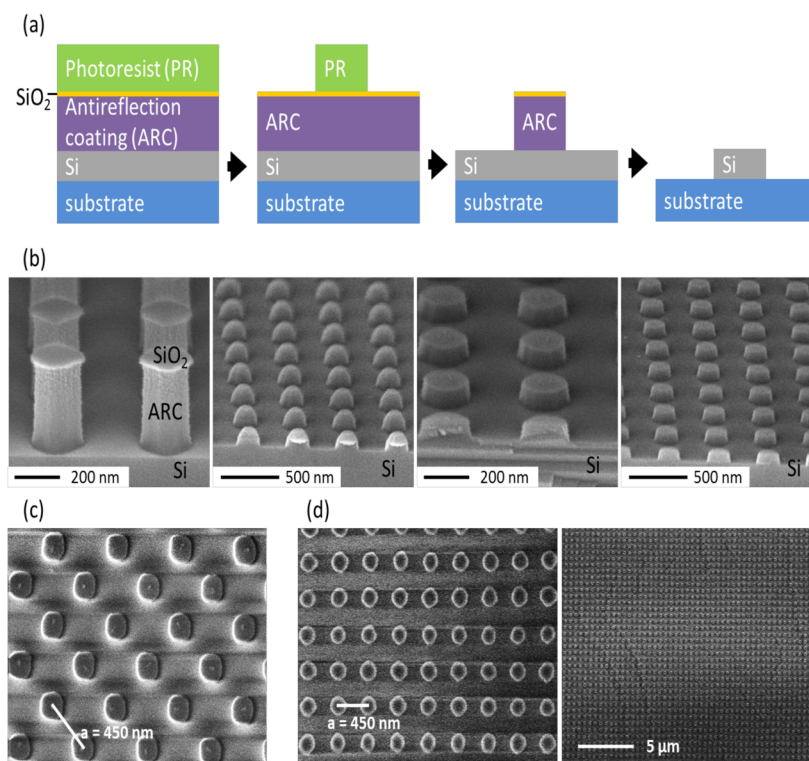 (a)
Photoresist (PR)
SiO2
Antireflection
coating (ARC)
Si
substrate
PR
ARC
Si
substrate
ARC
Si
substrate
Si
substrate
(b)
SiO2
ARC
Si
200 nm
500 nm
Si
200 nm
Si
500 nm
Si
(c)
a = 450 nm
(d)
a = 450 nm
5 µm